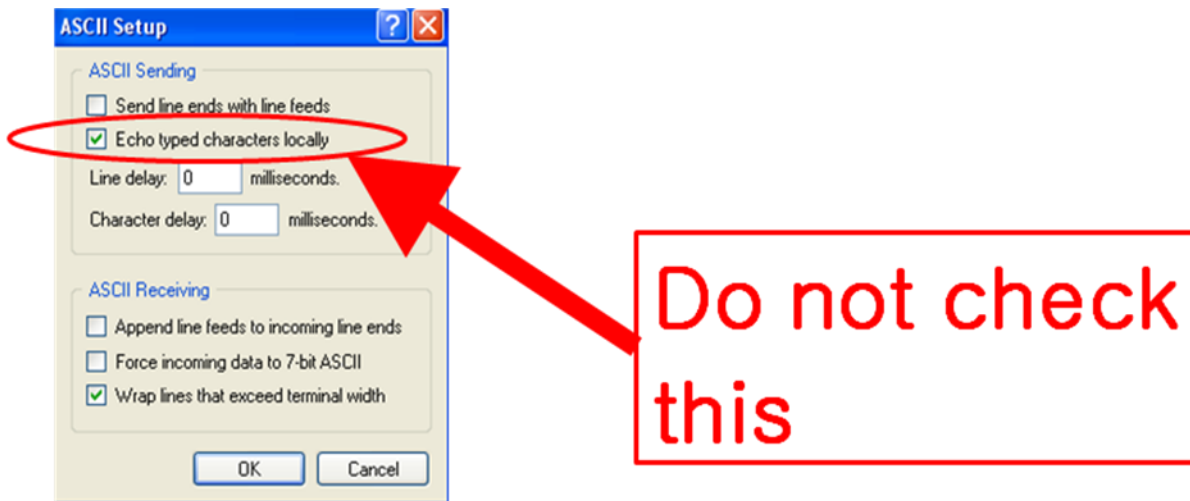 ASCII Setup
ASCII Sending
Send line ends with line feeds
Echo typed characters locally
Line delay: 0 milliseconds.
Character delay: 0 milliseconds.
ASCII Receiving
Append line feeds to incoming line ends
Force incoming data to 7-bit ASCII
Wrap lines that exceed terminal width
OK Cancel
Do not check
this